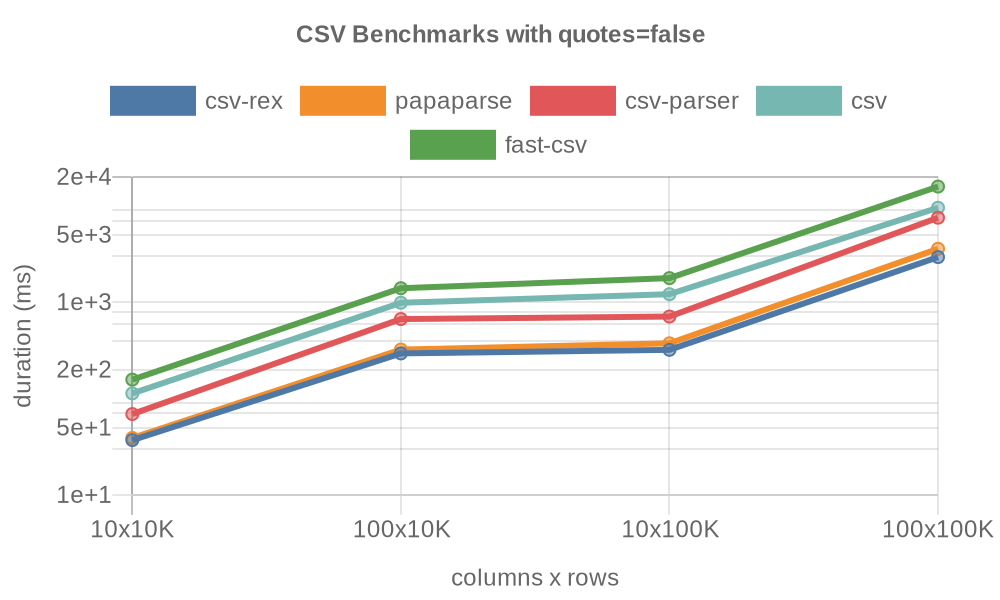 CSV Benchmarks with quotes=false
csv-rex papaparse csv-parser csv
fast-csv
2e+4
5e+3
1e+3
2e+2
5e+1
1e+1
duration (ms)
10x10K 100x10K 10x100K 100x100K
columns x rows